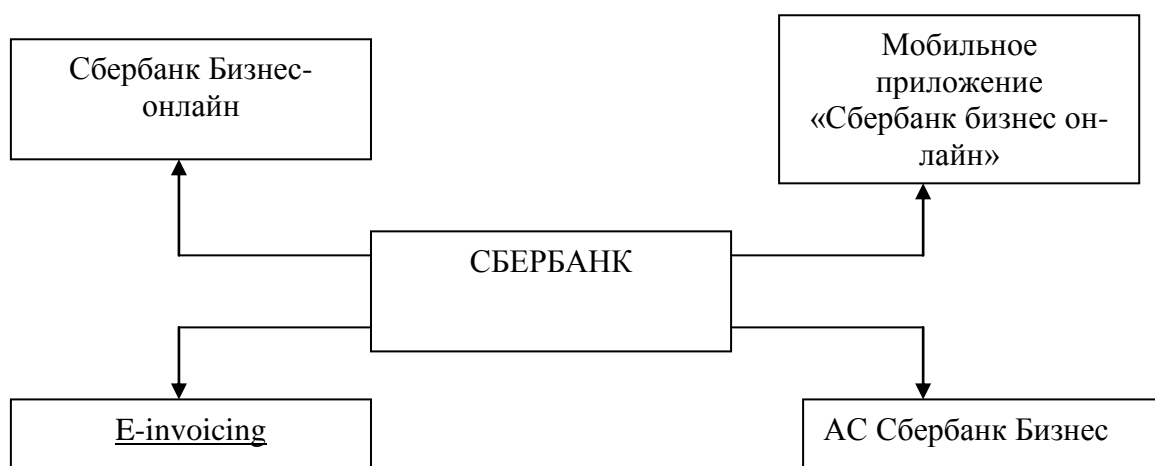 Сбербанк Бизнес-
онлайн
Мобильное
приложение
«Сбербанк бизнес он-
лайн»
СБЕРБАНК
E-invoicing
АС Сбербанк Бизнес